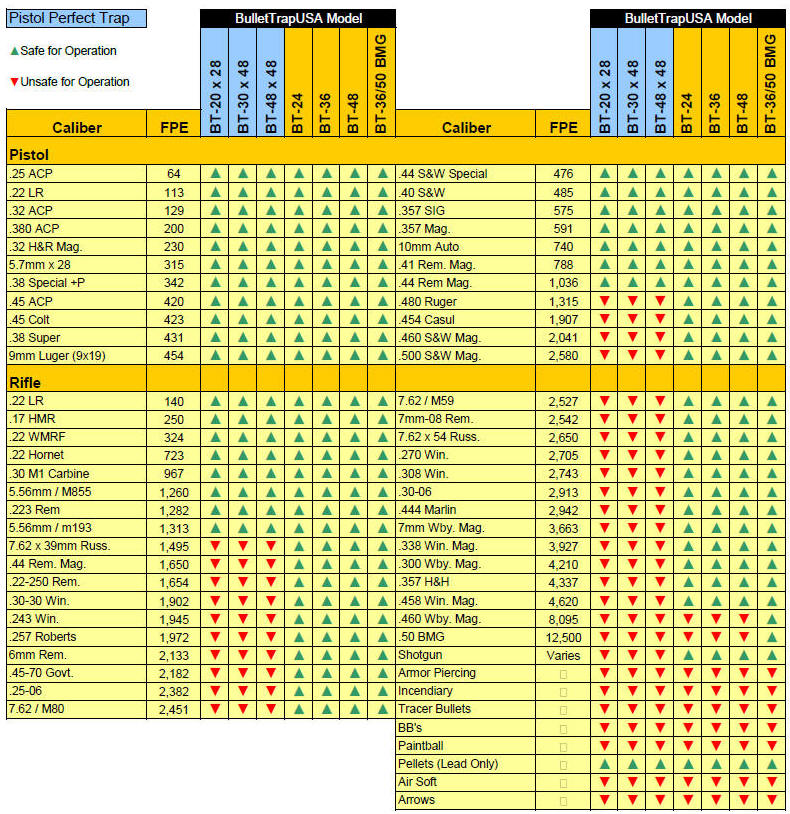 Pistol Perfect Trap
BulletTrapUSA Model
BulletTrapUSA Model
▲Safe for Operation
▼Unsafe for Operation
Caliber FPE BT-20 x 28 BT-30 x 48 BT-48 x 48 BT-24 BT-36 BT-48 BT-36/50 BMG Caliber FPE BT-20 x 28 BT-30 x 48 BT-48 x 48 BT-24 BT-36 BT-48 BT-36/50 BMG
Pistol
.25 ACP 64 ▲ ▲ ▲ ▲ ▲ ▲ ▲ .44 S&W Special 476 ▲ ▲ ▲ ▲ ▲ ▲ ▲
.22 LR 113 ▲ ▲ ▲ ▲ ▲ ▲ ▲ .40 S&W 485 ▲ ▲ ▲ ▲ ▲ ▲ ▲
.32 ACP 129 ▲ ▲ ▲ ▲ ▲ ▲ ▲ .357 SIG 575 ▲ ▲ ▲ ▲ ▲ ▲ ▲
.380 ACP 200 ▲ ▲ ▲ ▲ ▲ ▲ ▲ .357 Mag. 591 ▲ ▲ ▲ ▲ ▲ ▲ ▲
.32 H&R Mag. 230 ▲ ▲ ▲ ▲ ▲ ▲ ▲ 10mm Auto 740 ▲ ▲ ▲ ▲ ▲ ▲ ▲
5.7mm x 28 315 ▲ ▲ ▲ ▲ ▲ ▲ ▲ .41 Rem. Mag. 788 ▲ ▲ ▲ ▲ ▲ ▲ ▲
.38 Special +P 342 ▲ ▲ ▲ ▲ ▲ ▲ ▲ .44 Rem Mag. 1,036 ▲ ▲ ▲ ▲ ▲ ▲ ▲
.45 ACP 420 ▲ ▲ ▲ ▲ ▲ ▲ ▲ .480 Ruger 1,315 ▼ ▼ ▼ ▲ ▲ ▲ ▲
.45 Colt 423 ▲ ▲ ▲ ▲ ▲ ▲ ▲ .454 Casul 1,907 ▼ ▼ ▼ ▲ ▲ ▲ ▲
.38 Super 431 ▲ ▲ ▲ ▲ ▲ ▲ ▲ .460 S&W Mag. 2,041 ▼ ▼ ▼ ▲ ▲ ▲ ▲
9mm Luger (9x19) 454 ▲ ▲ ▲ ▲ ▲ ▲ ▲ .500 S&W Mag. 2,580 ▼ ▼ ▼ ▲ ▲ ▲ ▲
Rifle
.22 LR 140 ▲ ▲ ▲ ▲ ▲ ▲ ▲ 7.62 / M59 2,527 ▼ ▼ ▼ ▲ ▲ ▲ ▲
.17 HMR 250 ▲ ▲ ▲ ▲ ▲ ▲ ▲ 7mm-08 Rem. 2,542 ▼ ▼ ▼ ▲ ▲ ▲ ▲
.22 WMRF 324 ▲ ▲ ▲ ▲ ▲ ▲ ▲ 7.62 x 54 Russ. 2,650 ▼ ▼ ▼ ▲ ▲ ▲ ▲
.22 Hornet 723 ▲ ▲ ▲ ▲ ▲ ▲ ▲ .270 Win. 2,705 ▼ ▼ ▼ ▲ ▲ ▲ ▲
.30 M1 Carbine 967 ▲ ▲ ▲ ▲ ▲ ▲ ▲ .308 Win. 2,743 ▼ ▼ ▼ ▲ ▲ ▲ ▲
5.56mm / M855 1,260 ▲ ▲ ▲ ▲ ▲ ▲ ▲ .30-06 2,913 ▼ ▼ ▼ ▲ ▲ ▲ ▲
.223 Rem 1,282 ▲ ▲ ▲ ▲ ▲ ▲ ▲ .444 Marlin 2,942 ▼ ▼ ▼ ▲ ▲ ▲ ▲
5.56mm / m193 1,313 ▲ ▲ ▲ ▲ ▲ ▲ ▲ 7mm Wby. Mag. 3,663 ▼ ▼ ▼ ▲ ▲ ▲ ▲
7.62 x 39mm Russ. 1,495 ▼ ▼ ▼ ▲ ▲ ▲ ▲ .338 Win. Mag. 3,927 ▼ ▼ ▼ ▲ ▲ ▲ ▲
.44 Rem. Mag. 1,650 ▼ ▼ ▼ ▲ ▲ ▲ ▲ .300 Wby. Mag. 4,210 ▼ ▼ ▼ ▲ ▲ ▲ ▲
.22-250 Rem. 1,654 ▼ ▼ ▼ ▲ ▲ ▲ ▲ .357 H&H 4,337 ▼ ▼ ▼ ▲ ▲ ▲ ▲
.30-30 Win. 1,902 ▼ ▼ ▼ ▲ ▲ ▲ ▲ .458 Win. Mag. 4,620 ▼ ▼ ▼ ▲ ▲ ▲ ▲
.243 Win. 1,945 ▼ ▼ ▼ ▲ ▲ ▲ ▲ .460 Wby. Mag. 8,095 ▼ ▼ ▼ ▼ ▼ ▼ ▲
.257 Roberts 1,972 ▼ ▼ ▼ ▲ ▲ ▲ ▲ .50 BMG 12,500 ▼ ▼ ▼ ▼ ▼ ▼ ▲
6mm Rem. 2,133 ▼ ▼ ▼ ▲ ▲ ▲ ▲ Shotgun Varies ▼ ▼ ▼ ▲ ▲ ▲ ▲
.45-70 Govt. 2,182 ▼ ▼ ▼ ▲ ▲ ▲ ▲ Armor Piercing ▼ ▼ ▼ ▼ ▼ ▼ ▼
.25-06 2,382 ▼ ▼ ▼ ▲ ▲ ▲ ▲ Incendiary ▼ ▼ ▼ ▼ ▼ ▼ ▼
7.62 / M80 2,451 ▼ ▼ ▼ ▲ ▲ ▲ ▲ Tracer Bullets ▼ ▼ ▼ ▼ ▼ ▼ ▼
BB's ▼ ▼ ▼ ▼ ▼ ▼ ▼
Paintball ▼ ▼ ▼ ▼ ▼ ▼ ▼
Pellets (Lead Only) ▲ ▲ ▲ ▲ ▲ ▲ ▲
Air Soft ▼ ▼ ▼ ▼ ▼ ▼ ▼
Arrows ▼ ▼ ▼ ▼ ▼ ▼ ▼